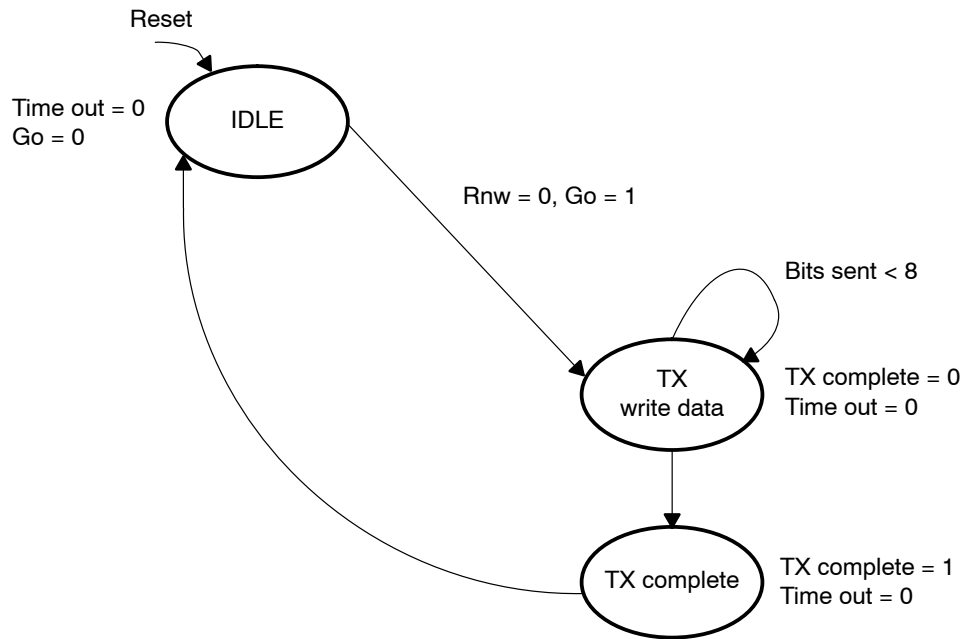 Reset
Time out = 0
Go = 0
IDLE
Rnw = 0, Go = 1
Bits sent < 8
TX
write data
TX complete = 0
Time out = 0
TX complete
TX complete = 1
Time out = 0